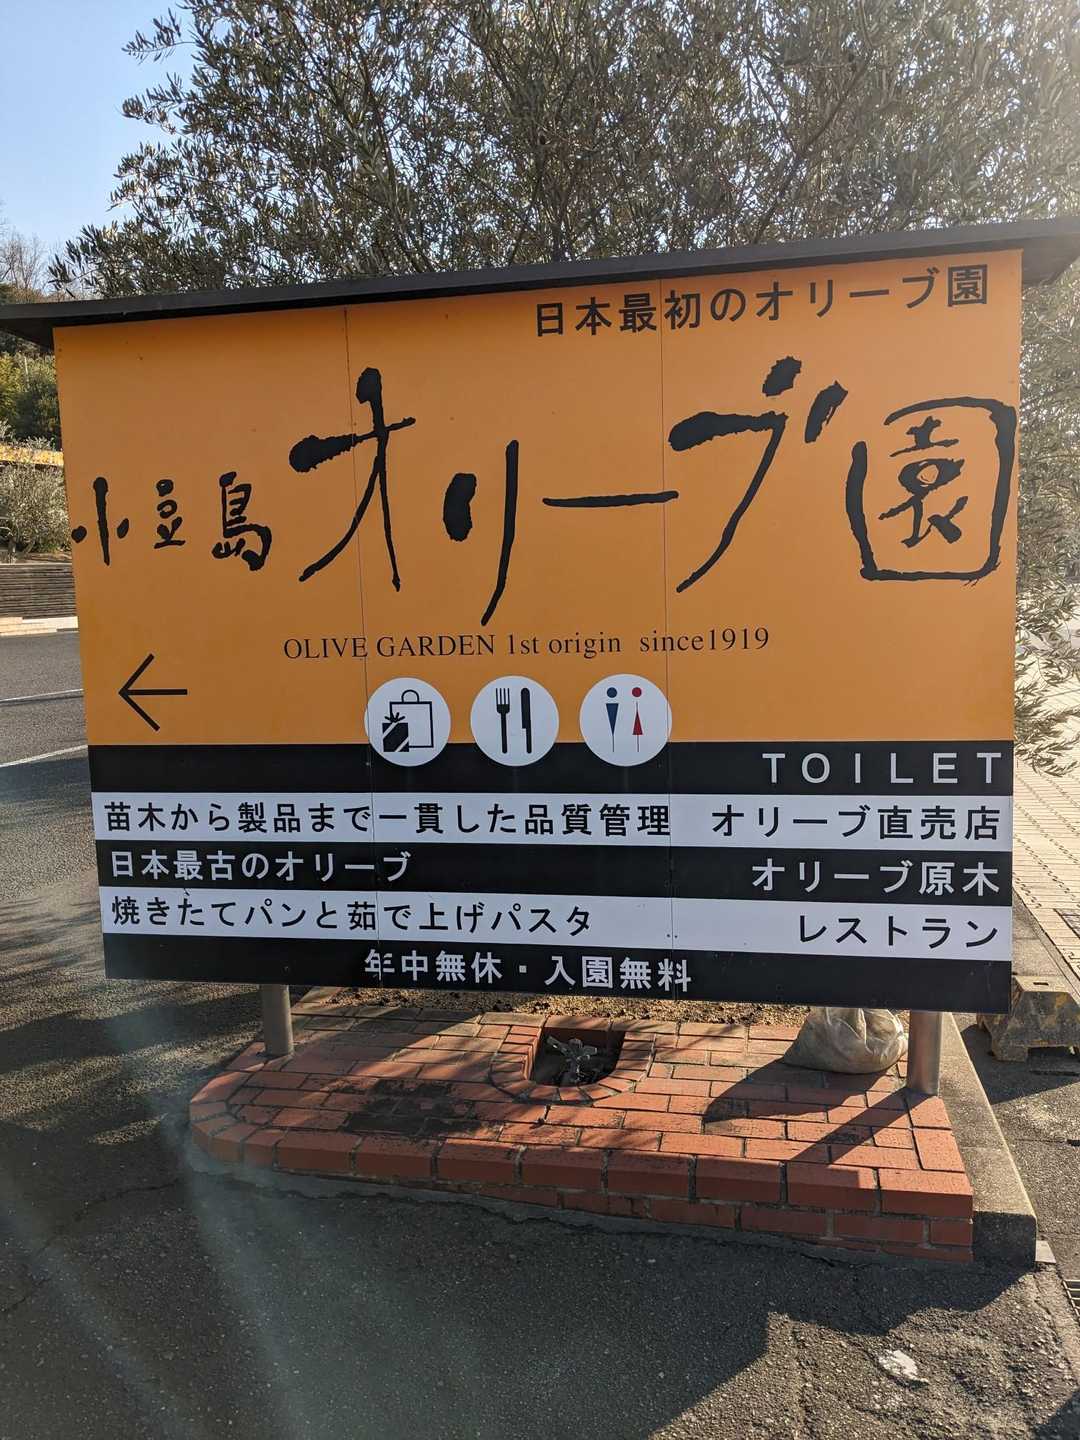 日本最初のオリーブ園
小豆島オリーブ園
OLIVE GARDEN 1st origin since1919
TOILET
苗木から製品まで一貫した品質管理 オリーブ直売店
日本最古のオリーブ オリーブ原木
焼きたてパンと茹で上げパスタ レストラン
年中無休・入園無料